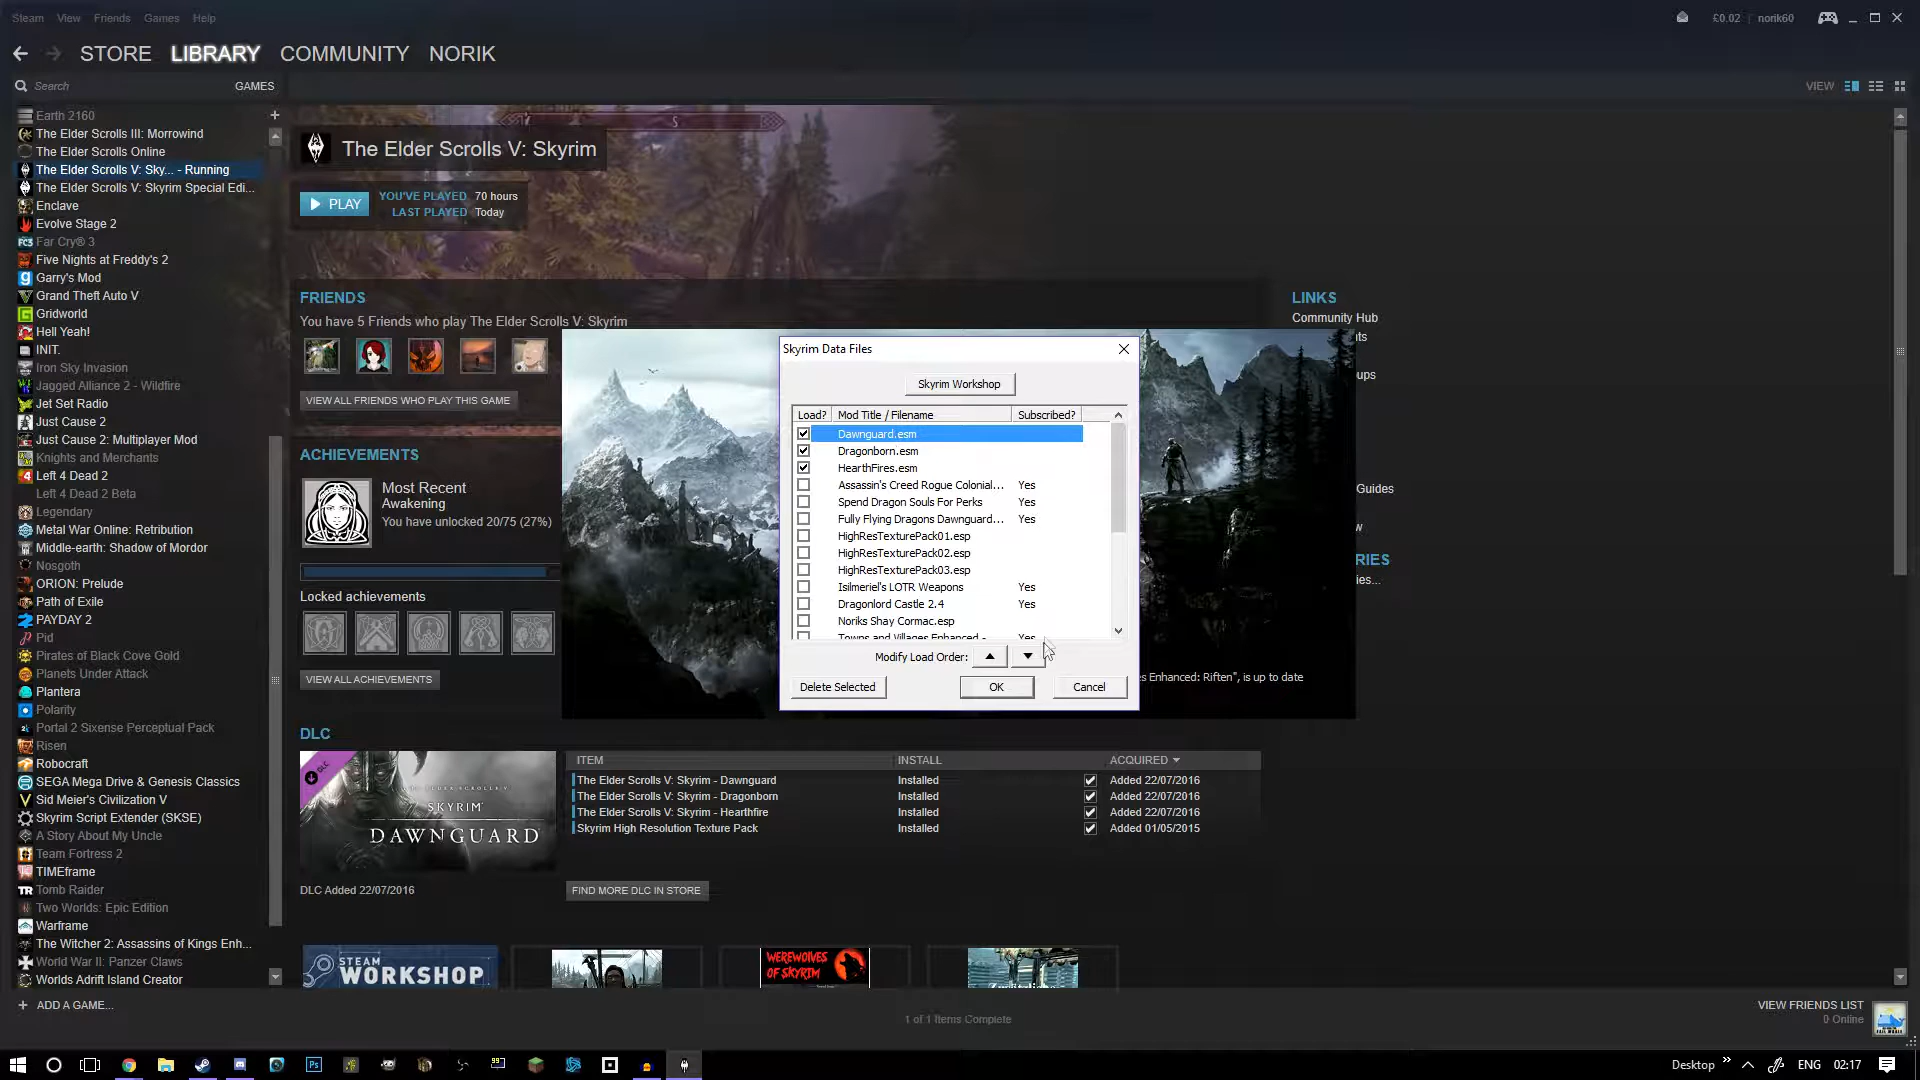 Steam View Friends Games Help
£0.02 norik60
STORE LIBRARY COMMUNITY NORIK
Search GAMES
VIEW
Earth 2160
The Elder Scrolls III: Morrowind
The Elder Scrolls Online
The Elder Scrolls V: Sky... - Running
The Elder Scrolls V: Skyrim Special Edi...
Enclave
Evolve Stage 2
Far Cry® 3
Five Nights at Freddy's 2
Garry's Mod
Grand Theft Auto V
Gridworld
Hell Yeah!
INIT.
Iron Sky Invasion
Jagged Alliance 2 - Wildfire
Jet Set Radio
Just Cause 2
Just Cause 2: Multiplayer Mod
Knights and Merchants
Left 4 Dead 2
Left 4 Dead 2 Beta
Legendary
Metal War Online: Retribution
Middle-earth: Shadow of Mordor
Nosgoth
ORION: Prelude
Path of Exile
PAYDAY 2
Pid
Pirates of Black Cove Gold
Planets Under Attack
Plantera
Polarity
Portal 2 Sixense Perceptual Pack
Risen
Robocraft
SEGA Mega Drive & Genesis Classics
Sid Meier's Civilization V
Skyrim Script Extender (SKSE)
A Story About My Uncle
Team Fortress 2
TIMEframe
Tomb Raider
Two Worlds: Epic Edition
Warframe
The Witcher 2: Assassins of Kings Enh...
World War II: Panzer Claws
Worlds Adrift Island Creator
ADD A GAME...
S
The Elder Scrolls V: Skyrim
PLAY
YOU'VE PLAYED 70 hours
LAST PLAYED Today
FRIENDS
You have 5 Friends who play The Elder Scrolls V: Skyrim
VIEW ALL FRIENDS WHO PLAY THIS GAME
ACHIEVEMENTS
Most Recent
Awakening
You have unlocked 20/75 (27%)
Locked achievements
VIEW ALL ACHIEVEMENTS
LINKS
Community Hub
ts
ups
Guides
w
RIES
ies...
Skyrim Data Files
Skyrim Workshop
Load? Mod Title / Filename Subscribed?
Dawnguard.esm
Dragonborn.esm
HearthFires.esm
Assassin's Creed Rogue Colonial... Yes
Spend Dragon Souls For Perks Yes
Fully Flying Dragons Dawnguard... Yes
HighResTexturePack01.esp
HighResTexturePack02.esp
HighResTexturePack03.esp
Isilmeriel's LOTR Weapons Yes
Dragonlord Castle 2.4 Yes
Noriks Shay Cormac.esp
Towns and Villages Enhanced - Yes
Modify Load Order:
Delete Selected OK Cancel
es Enhanced: Riften", is up to date
DLC
DLC
SKYRIM
DAWNGUARD
DLC Added 22/07/2016
ITEM INSTALL ACQUIRED
The Elder Scrolls V: Skyrim - Dawnguard Installed Added 22/07/2016
The Elder Scrolls V: Skyrim - Dragonborn Installed Added 22/07/2016
The Elder Scrolls V: Skyrim - Hearthfire Installed Added 22/07/2016
Skyrim High Resolution Texture Pack Installed Added 01/05/2015
FIND MORE DLC IN STORE
STEAM
WORKSHOP
WEREWOLVES
OF SKYRIM
1 of 1 Items Complete
VIEW FRIENDS LIST
0 Online
Desktop ENG 02:17